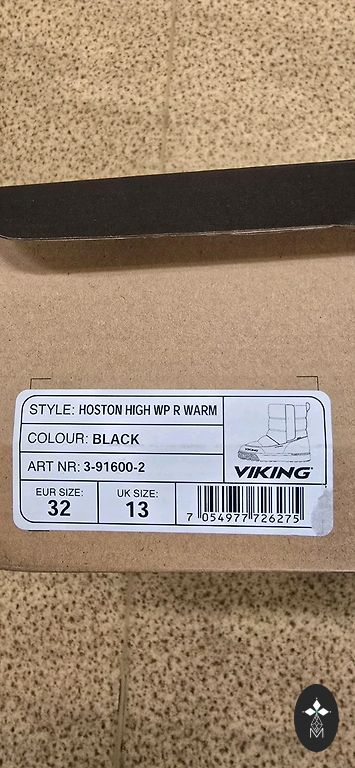 STYLE: HOSTON HIGH WP R WARM
COLOUR: BLACK
ART NR: 3-91600-2
VIKING
EUR SIZE: UK SIZE:
32 13
7 054977 726275
M